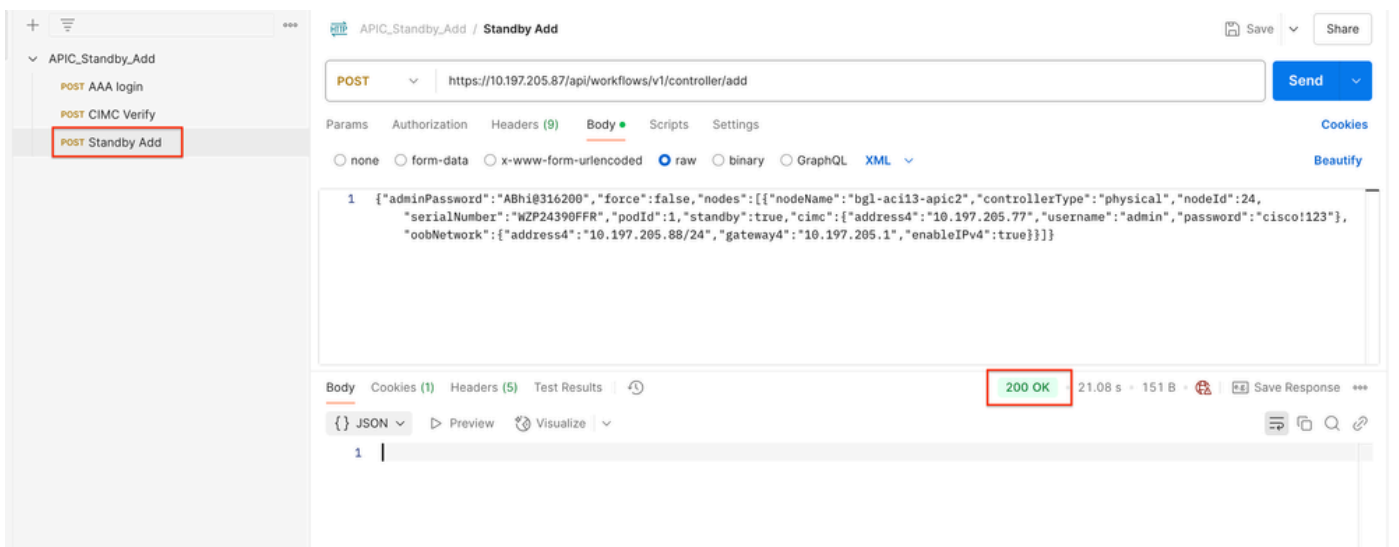 APIC_Standby_Add / Standby Add
Save
Share
APIC_Standby_Add
POST AAA login
POST CIMC Verify
POST Standby Add
POST https://10.197.205.87/api/workflows/v1/controller/add
Send
Params Authorization Headers (9) Body Scripts Settings
Cookies
none form-data x-www-form-urlencoded raw binary GraphQL XML
Beautify
1 {"adminPassword":"ABhi@316200","force":false,"nodes":[{"nodeName":"bgl-aci13-apic2","controllerType":"physical","nodeId":24,
"serialNumber":"WZP24390FFR","podId":1,"standby":true,"cimc":{"address4":"10.197.205.77","username":"admin","password":"cisco!123"},
"oobNetwork":{"address4":"10.197.205.88/24","gateway4":"10.197.205.1","enableIPv4":true}}]}
Body Cookies (1) Headers (5) Test Results
200 OK 21.08 s 151 B
Save Response
{} JSON Preview Visualize
1